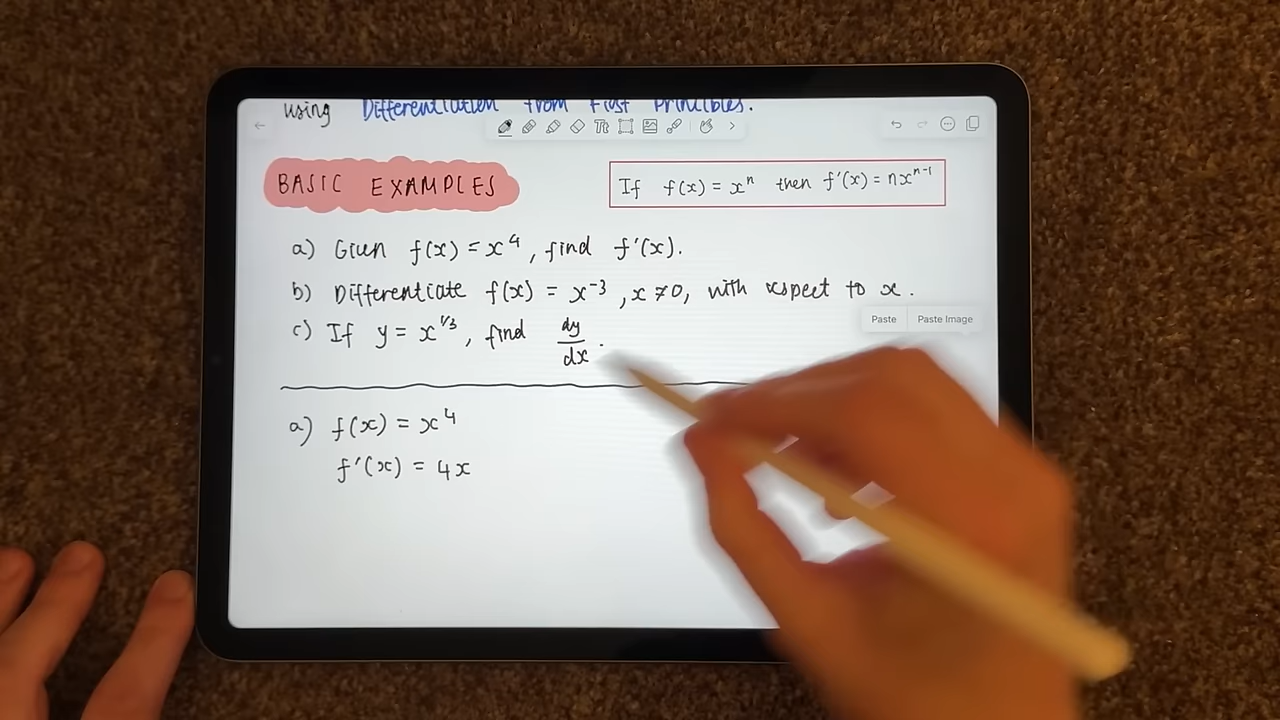 using Differentiation from First Principles.
Tt
BASIC EXAMPLES
If f(x) = xⁿ then f'(x) = nxⁿ⁻¹
a) Given f(x) = x⁴, find f'(x).
b) Differentiate f(x) = x⁻³, x ≠ 0, with respect to x.
Paste Paste Image
c) If y = x^{1/3}, find dy/dx.
a) f(x) = x⁴
f'(x) = 4x